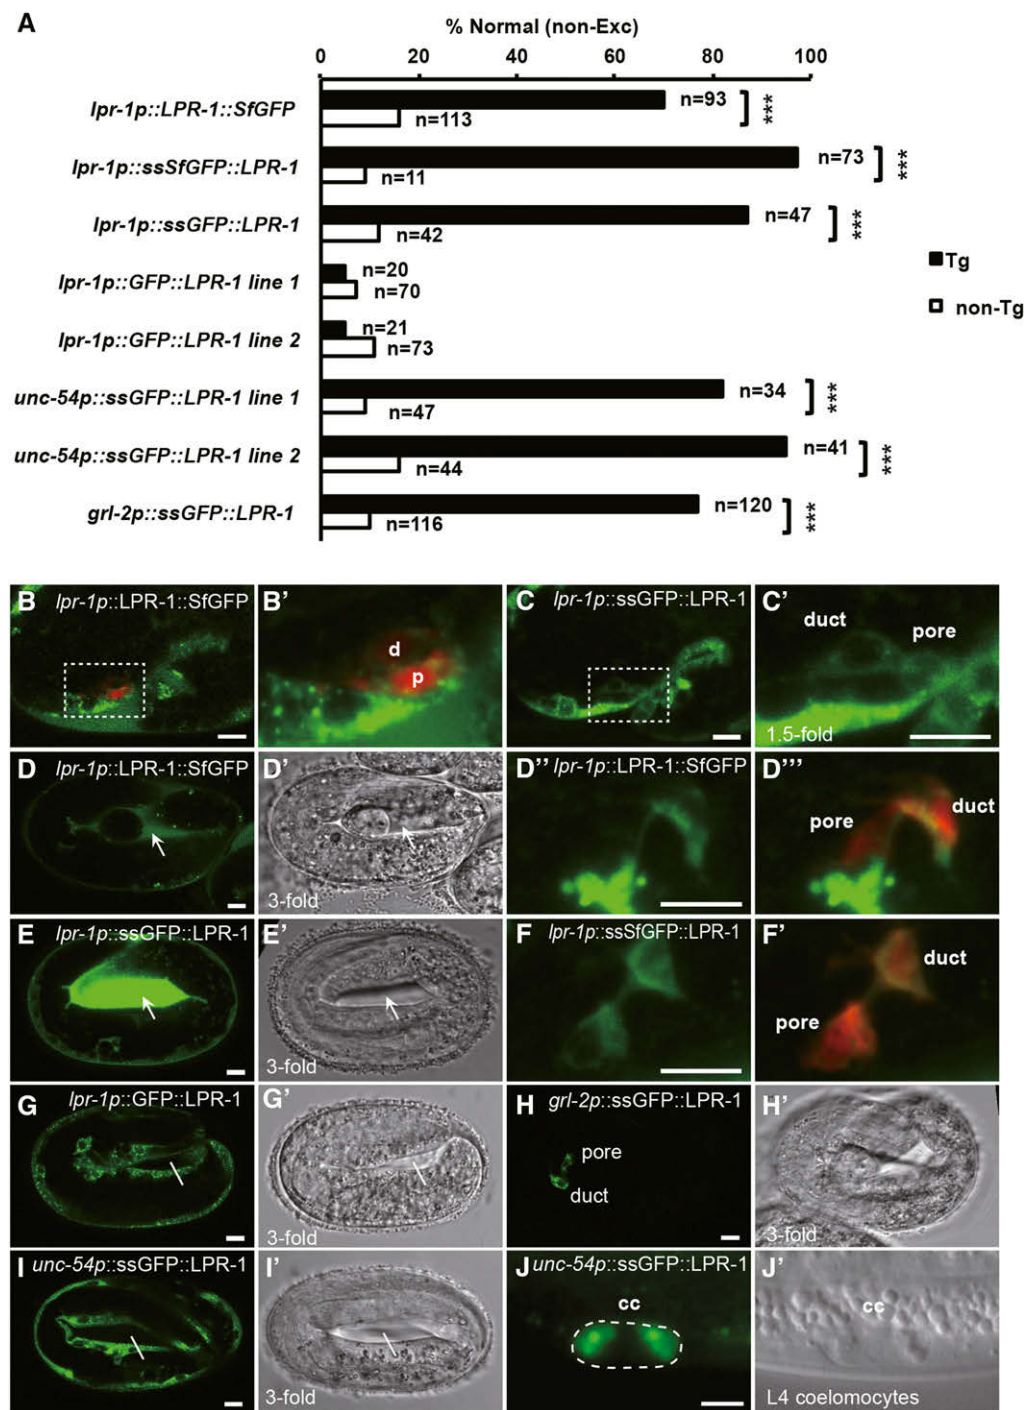 A
% Normal (non-Exc)
0 20 40 60 80 100
lpr-1p::LPR-1::SfGFP
n=93
***
n=113
lpr-1p::ssSfGFP::LPR-1
n=73
***
n=11
lpr-1p::ssGFP::LPR-1
n=47
***
n=42
Tg
non-Tg
lpr-1p::GFP::LPR-1 line 1
n=20
n=70
lpr-1p::GFP::LPR-1 line 2
n=21
n=73
unc-54p::ssGFP::LPR-1 line 1
n=34
***
n=47
unc-54p::ssGFP::LPR-1 line 2
n=41
***
n=44
grl-2p::ssGFP::LPR-1
n=120
***
n=116
B lpr-1p::LPR-1::SfGFP
B'
d
p
C lpr-1p::ssGFP::LPR-1
C'
duct
pore
1.5-fold
D lpr-1p::LPR-1::SfGFP
D'
3-fold
D'' lpr-1p::LPR-1::SfGFP
D'''
pore
duct
E lpr-1p::ssGFP::LPR-1
E'
3-fold
F lpr-1p::ssSfGFP::LPR-1
F'
duct
pore
G lpr-1p::GFP::LPR-1
G'
3-fold
H grl-2p::ssGFP::LPR-1
pore
duct
H'
3-fold
I unc-54p::ssGFP::LPR-1
I'
3-fold
J unc-54p::ssGFP::LPR-1
cc
J'
cc
L4 coelomocytes